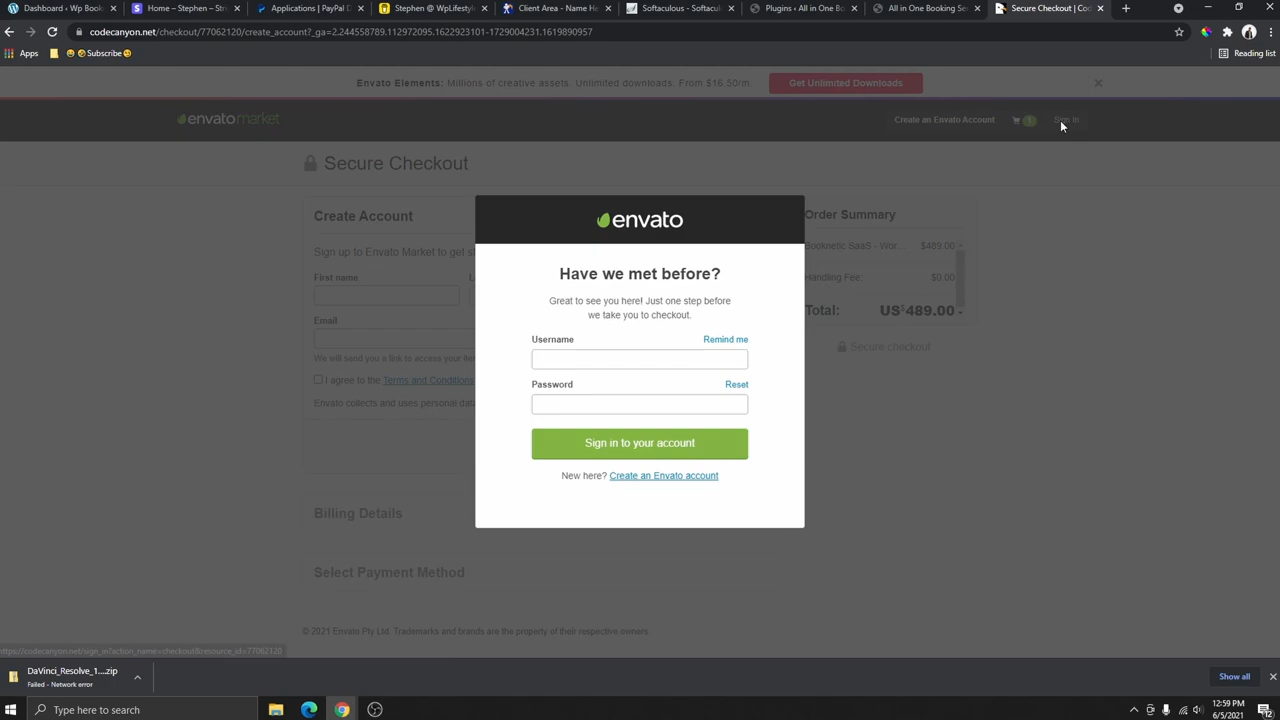 Dashboard ‹ Wp Book
Home – Stephen – Str
Applications | PayPal D
Stephen @ WpLifestyl
Client Area - Name He
Softaculous - Softacul
Plugins ‹ All in One Bo
All in One Booking Ser
Secure Checkout | Co
codecanyon.net/checkout/77062120/create_account?_ga=2.244558789.112972095.1622923101-1729004231.1619890957
Apps
Subscribe
Reading list
Envato Elements: Millions of creative assets. Unlimited downloads. From $16.50/m.
Get Unlimited Downloads
envatomarket
Create an Envato Account
1
Sign In
Secure Checkout
envato
Create Account
Order Summary
Sign up to Envato Market to get st
Booknetic SaaS - Wor... $489.00
First name
L
Have we met before?
Handling Fee: $0.00
Great to see you here! Just one step before
we take you to checkout.
Total: US$489.00
Email
Username
Remind me
Secure checkout
We will send you a link to access your
I agree to the Terms and Conditions
Password
Reset
Envato collects and uses personal data
Sign in to your account
New here? Create an Envato account
Billing Details
Select Payment Method
© 2021 Envato Pty Ltd. Trademarks and brands are the property of their respective owners
https://codecanyon.net/sign_in?action_name=checkout&resource_id=77062120
DaVinci_Resolve_1....zip
Failed - Network error
Show all
Type here to search
12:59 PM
6/5/2021